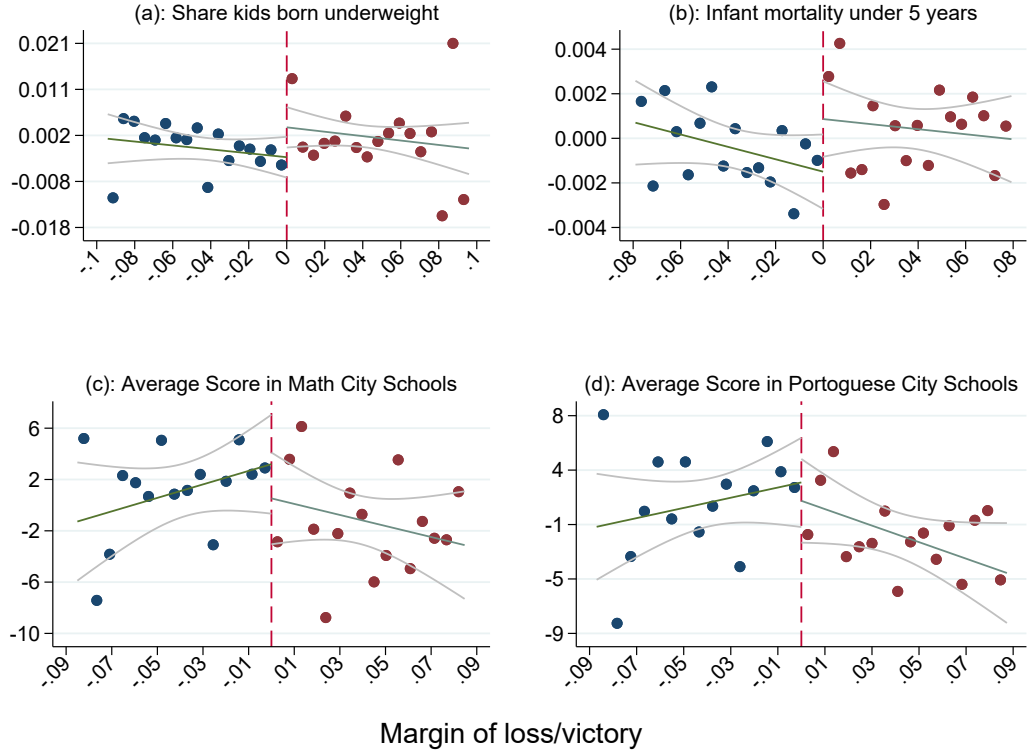 (a): Share kids born underweight
0.021
0.011
0.002
-0.008
-0.018
-.1 -.08 -.06 -.04 -.02 0 .02 .04 .06 .08 .1
(b): Infant mortality under 5 years
0.004
0.002
0.000
-0.002
-0.004
-.08 -.06 -.04 -.02 0 .02 .04 .06 .08
(c): Average Score in Math City Schools
6
2
-2
-6
-10
-.09 -.07 -.05 -.03 -.01 .01 .03 .05 .07 .09
(d): Average Score in Portoguese City Schools
8
4
-1
-5
-9
-.09 -.07 -.05 -.03 -.01 .01 .03 .05 .07 .09
Margin of loss/victory